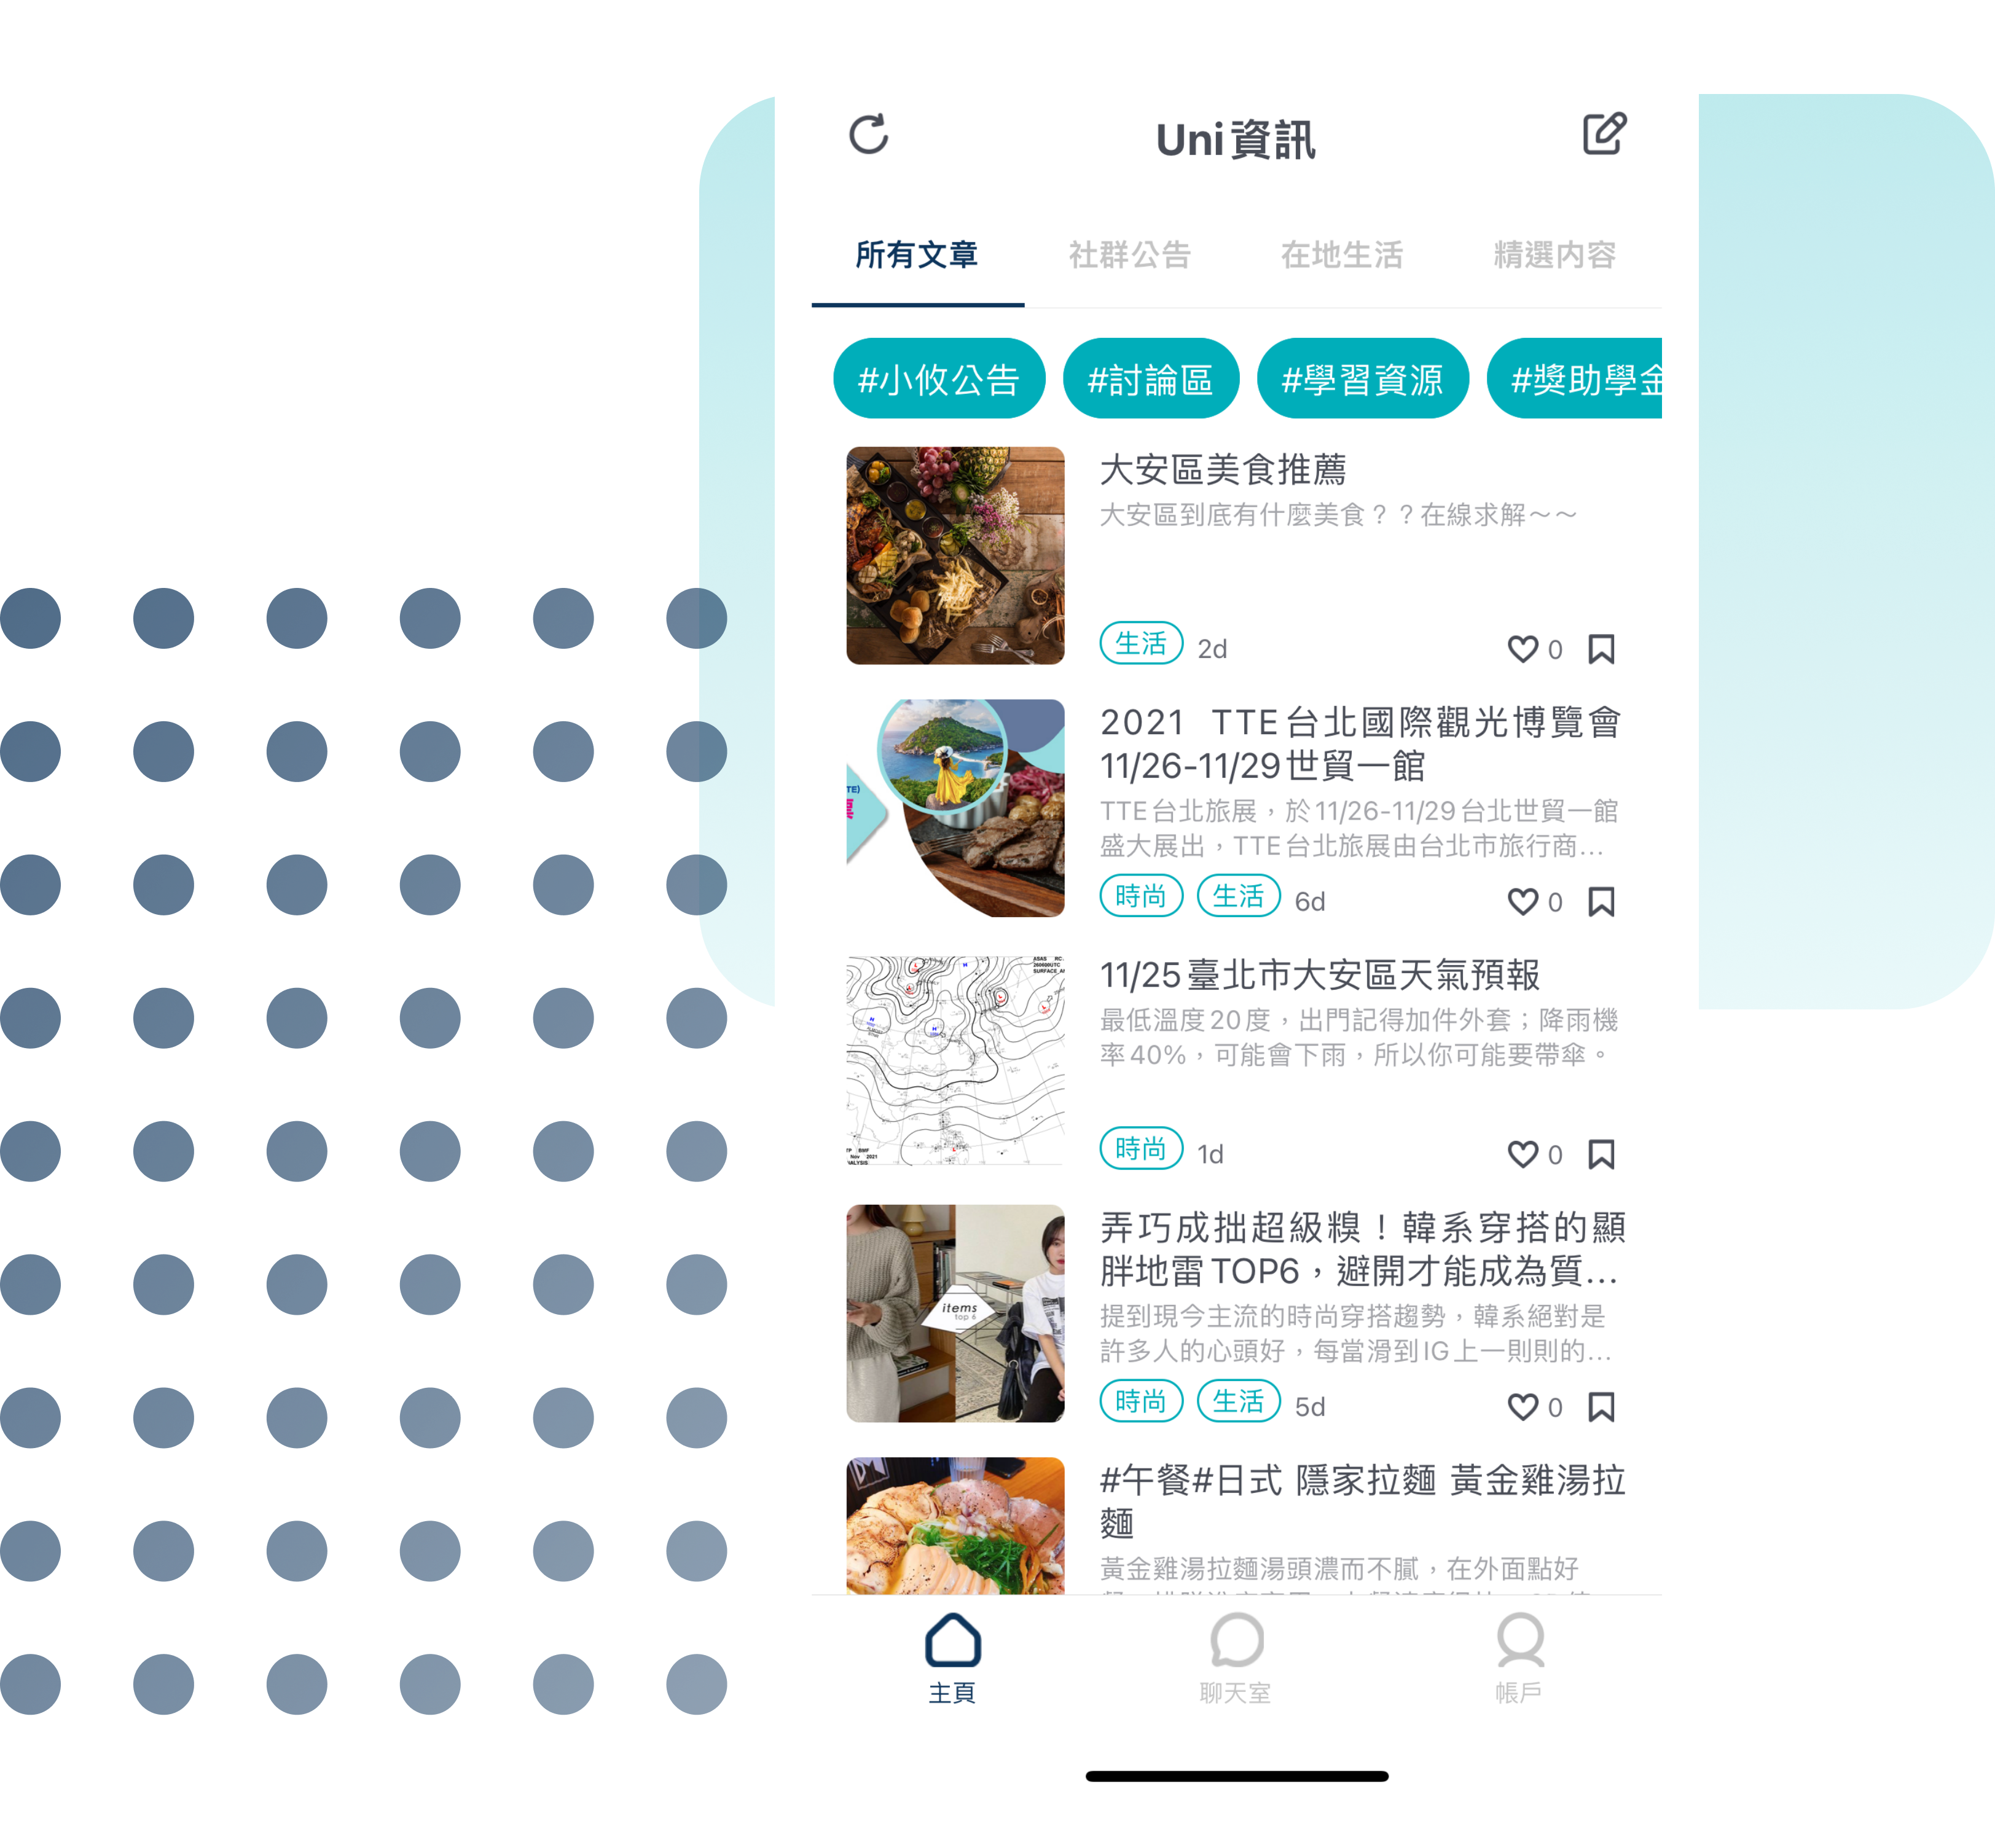 Uni資訊
所有文章 社群公告 在地生活 精選內容
#小攸公告 #討論區 #學習資源 #獎助學金
大安區美食推薦
大安區到底有什麼美食？？在線求解～～
生活 2d 0
2021 TTE台北國際觀光博覽會
11/26-11/29世貿一館
TTE台北旅展，於11/26-11/29台北世貿一館
盛大展出，TTE台北旅展由台北市旅行商...
時尚 生活 6d 0
11/25臺北市大安區天氣預報
最低溫度20度，出門記得加件外套；降雨機
率40%，可能會下雨，所以你可能要帶傘。
時尚 1d 0
弄巧成拙超級糗！韓系穿搭的顯
胖地雷TOP6，避開才能成為質...
items
top 6
提到現今主流的時尚穿搭趨勢，韓系絕對是
許多人的心頭好，每當滑到IG上一則則的...
時尚 生活 5d 0
#午餐#日式 隱家拉麵 黃金雞湯拉
麵
黃金雞湯拉麵湯頭濃而不膩，在外面點好
主頁 聊天室 帳戶